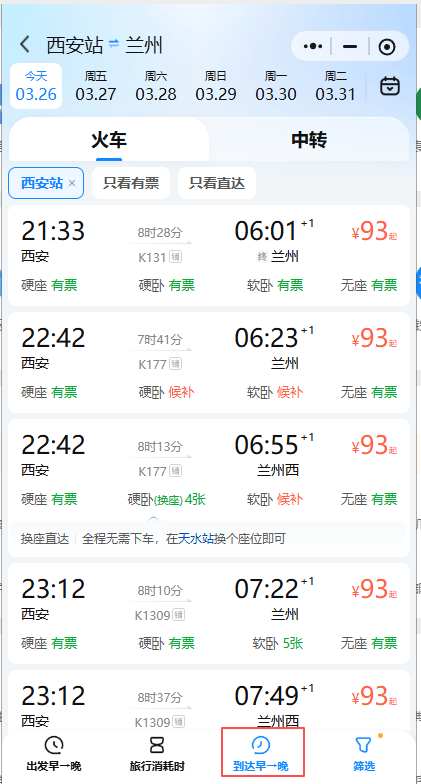 西安站 兰州
今天 周五 周六 周日 周一 周二
03.26 03.27 03.28 03.29 03.30 03.31
火车 中转
西安站 × 只看有票 只看直达
21:33 8时28分 06:01+1 ¥93起
西安 K131 铺 终 兰州
硬座 有票 硬卧 有票 软卧 有票 无座 有票
22:42 7时41分 06:23+1 ¥93起
西安 K177 铺 兰州
硬座 有票 硬卧 候补 软卧 候补 无座 有票
22:42 8时13分 06:55+1 ¥93起
西安 K177 铺 兰州西
硬座 有票 硬卧(换座) 4张 软卧 候补 无座 有票
换座直达 全程无需下车，在天水站换个座位即可
23:12 8时10分 07:22+1 ¥93起
西安 K1309 铺 兰州
硬座 有票 硬卧 有票 软卧 5张 无座 有票
23:12 8时37分 07:49+1 ¥93起
西安 K1309 铺 兰州西
出发早→晚 旅行消耗时 到达早→晚 筛选